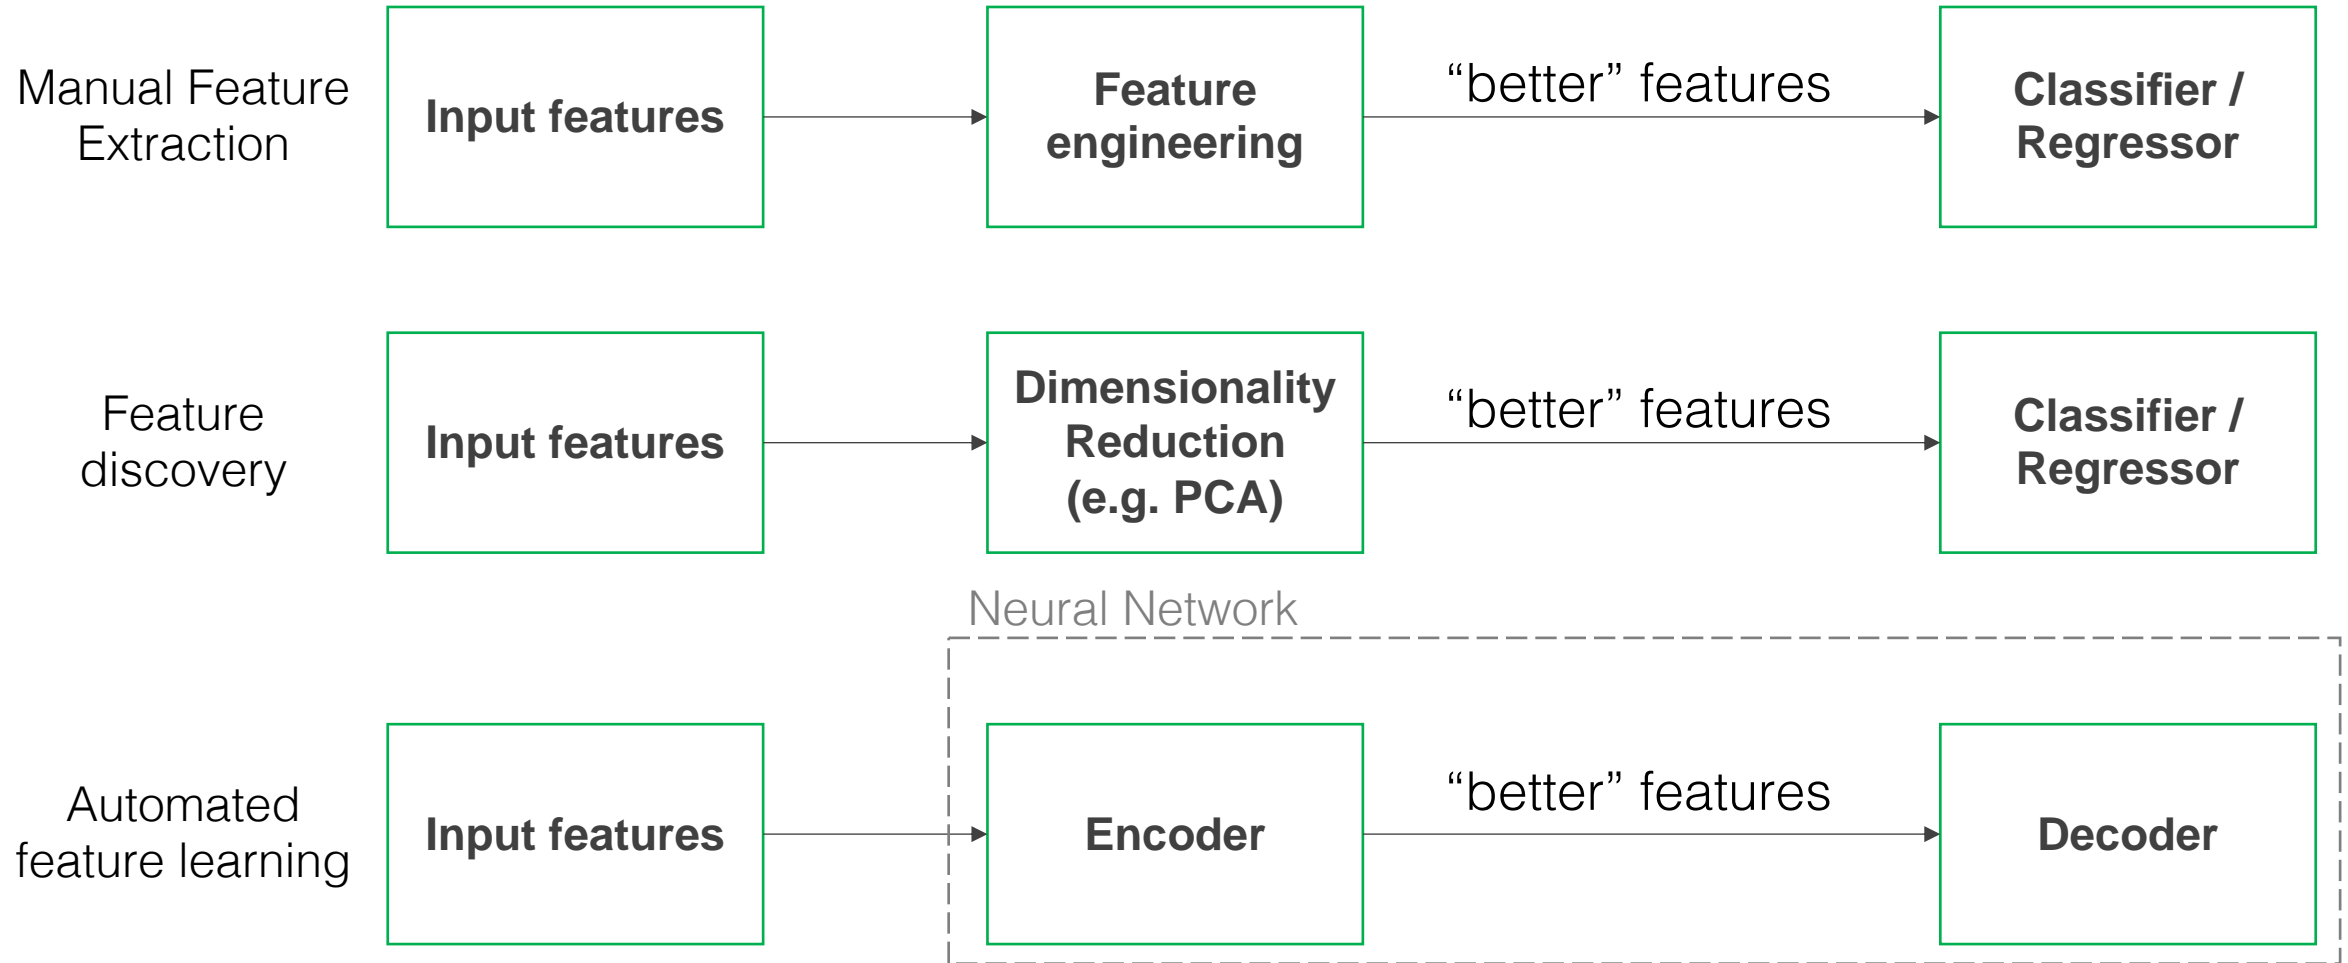 Manual Feature
Extraction
Input features
Feature
engineering
“better” features
Classifier /
Regressor
Feature
discovery
Input features
Dimensionality
Reduction
(e.g. PCA)
“better” features
Classifier /
Regressor
Neural Network
Automated
feature learning
Input features
Encoder
“better” features
Decoder